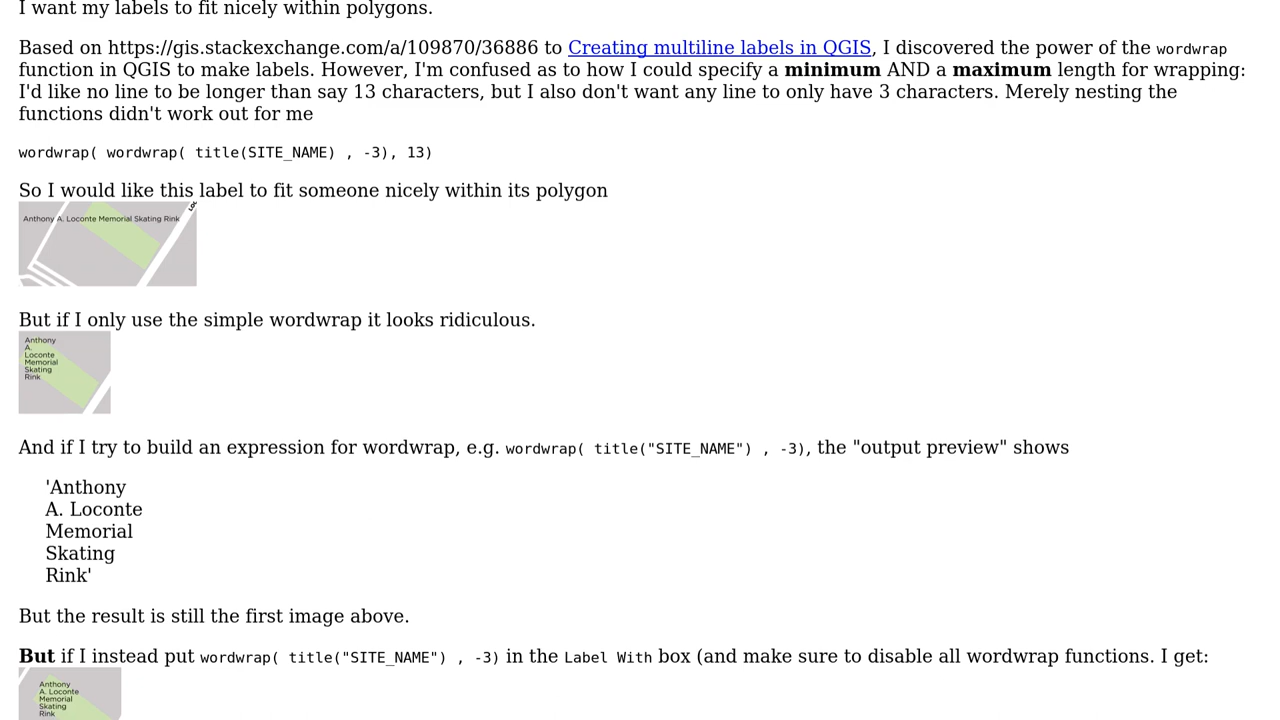 I want my labels to fit nicely within polygons.
Based on https://gis.stackexchange.com/a/109870/36886 to Creating multiline labels in QGIS, I discovered the power of the wordwrap
function in QGIS to make labels. However, I'm confused as to how I could specify a minimum AND a maximum length for wrapping:
I'd like no line to be longer than say 13 characters, but I also don't want any line to only have 3 characters. Merely nesting the
functions didn't work out for me
wordwrap( wordwrap( title(SITE_NAME) , -3), 13)
So I would like this label to fit someone nicely within its polygon
LOC
Anthony A. Loconte Memorial Skating Rink
But if I only use the simple wordwrap it looks ridiculous.
Anthony
A.
Loconte
Memorial
Skating
Rink
And if I try to build an expression for wordwrap, e.g. wordwrap( title("SITE_NAME") , -3), the "output preview" shows
'Anthony
A. Loconte
Memorial
Skating
Rink'
But the result is still the first image above.
But if I instead put wordwrap( title("SITE_NAME") , -3) in the Label With box (and make sure to disable all wordwrap functions. I get:
Anthony
A. Loconte
Memorial
Skating
Rink